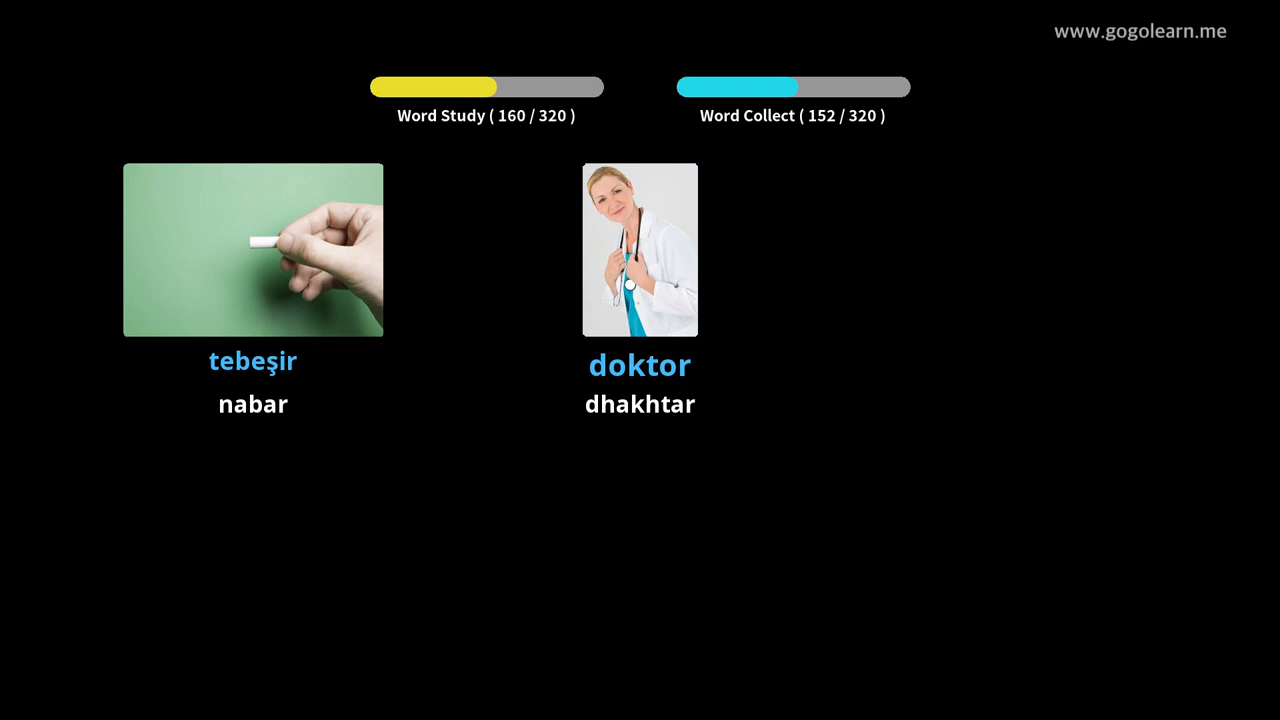 www.gogolearn.me
Word Study ( 160 / 320 )
Word Collect ( 152 / 320 )
tebeşir
nabar
doktor
dhakhtar